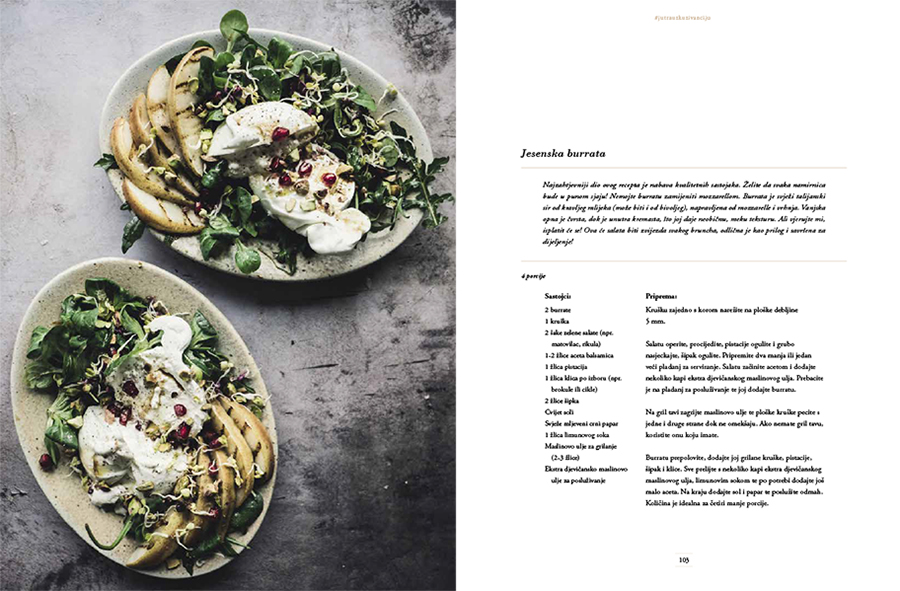 Jesenska burrata
Najzahtjevniji dio ovog recepta je nabava kvalitetnih sastojaka. Želite da svaka namirnica
bude u punom sjaju! Nemojte burratu zamijeniti mozzarellom. Burrata je svježi talijanski
sir od kravljeg mlijeka (može biti i od bivoljeg), napravljena od mozzarelle i vrhnja. Vanjska
opna je čvrsta, dok je unutra kremasta, što joj daje neobičnu, meku teksturu. Ali vjerujte mi,
isplatit će se! Ova će salata biti zvijezda svakog bruncha, odlična je kao prilog i savršena za
dijeljenje!
4 porcije
Sastojci:
2 burrate
1 kruška
2 šake zelene salate (npr.
matovilac, rikula)
1-2 žlice aceta balsamica
1 žlica pistacija
1 žlica klica po izboru (npr.
brokule ili cikle)
2 žlice šipka
Cvijet soli
Svježe mljeveni crni papar
1 žlica limunovog soka
Maslinovo ulje za grilanje
(2-3 žlice)
Ekstra djevičansko maslinovo
ulje za posluživanje
Priprema:
Krušku zajedno s korom narežite na ploške debljine
5 mm.
Salatu operite, procijedite, pistacije ogulite i grubo
nasjeckajte, šipak ogulite. Pripremite dva manja ili jedan
veći pladanj za serviranje. Salatu začinite acetom i dodajte
nekoliko kapi ekstra djevičanskog maslinovog ulja. Prebacite
je na pladanj za posluživanje te joj dodajte burratu.
Na gril tavi zagrijte maslinovo ulje te ploške kruške pecite s
jedne i druge strane dok ne omekšaju. Ako nemate gril tavu,
koristite onu koju imate.
Burratu prepolovite, dodajte joj grilane kruške, pistacije,
šipak i klice. Sve prelijte s nekoliko kapi ekstra djevičanskog
maslinovog ulja, limunovim sokom te po potrebi dodajte još
malo aceta. Na kraju dodajte sol i papar te poslužite odmah.
Količina je idealna za četiri manje porcije.
103